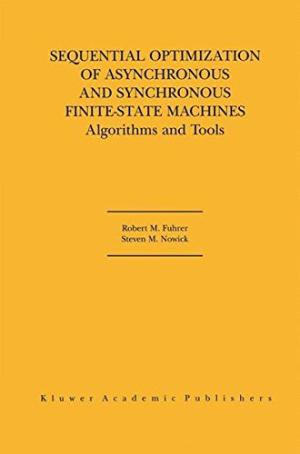 SEQUENTIAL OPTIMIZATION
OF ASYNCHRONOUS
AND SYNCHRONOUS
FINITE-STATE MACHINES
Algorithms and Tools
Robert M. Fuhrer
Steven M. Nowick
Kluwer Academic Publishers